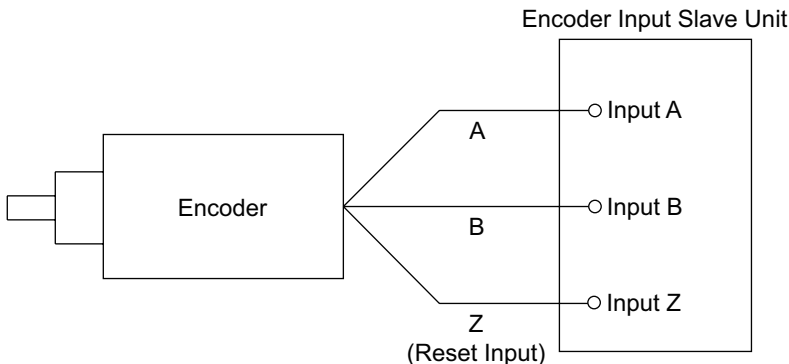 Encoder Input Slave Unit
Input A
A
Encoder
Input B
B
Input Z
Z
(Reset Input)